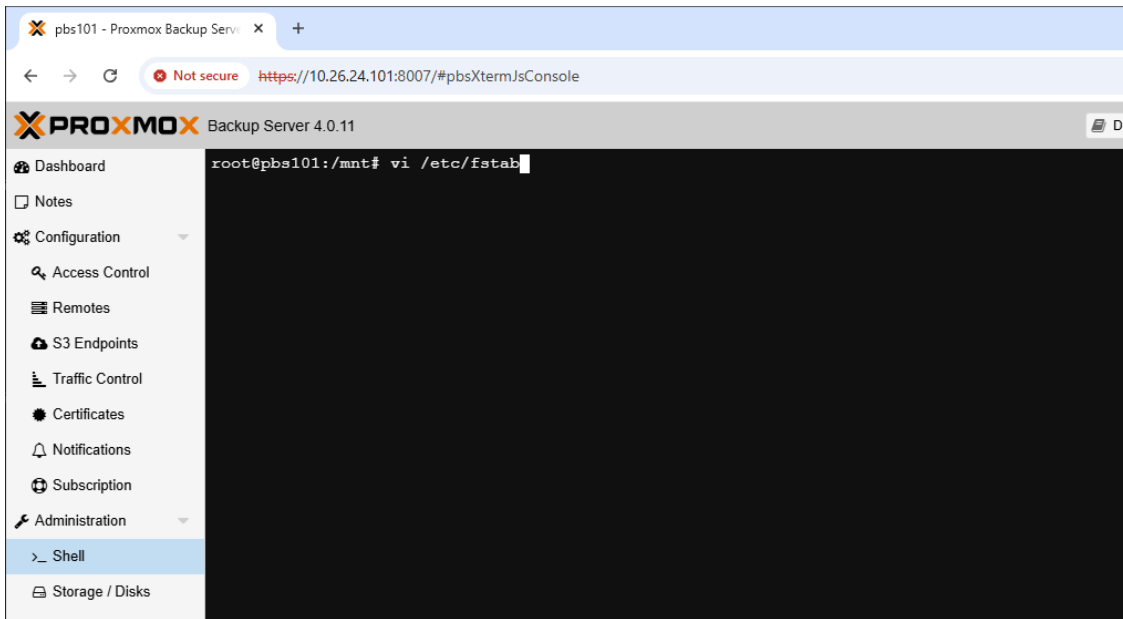 pbs101 - Proxmox Backup Serve
Not secure https://10.26.24.101:8007/#pbsXtermJsConsole
PROXMOX Backup Server 4.0.11 D
Dashboard
root@pbs101:/mnt# vi /etc/fstab
Notes
Configuration
Access Control
Remotes
S3 Endpoints
Traffic Control
Certificates
Notifications
Subscription
Administration
>_ Shell
Storage / Disks